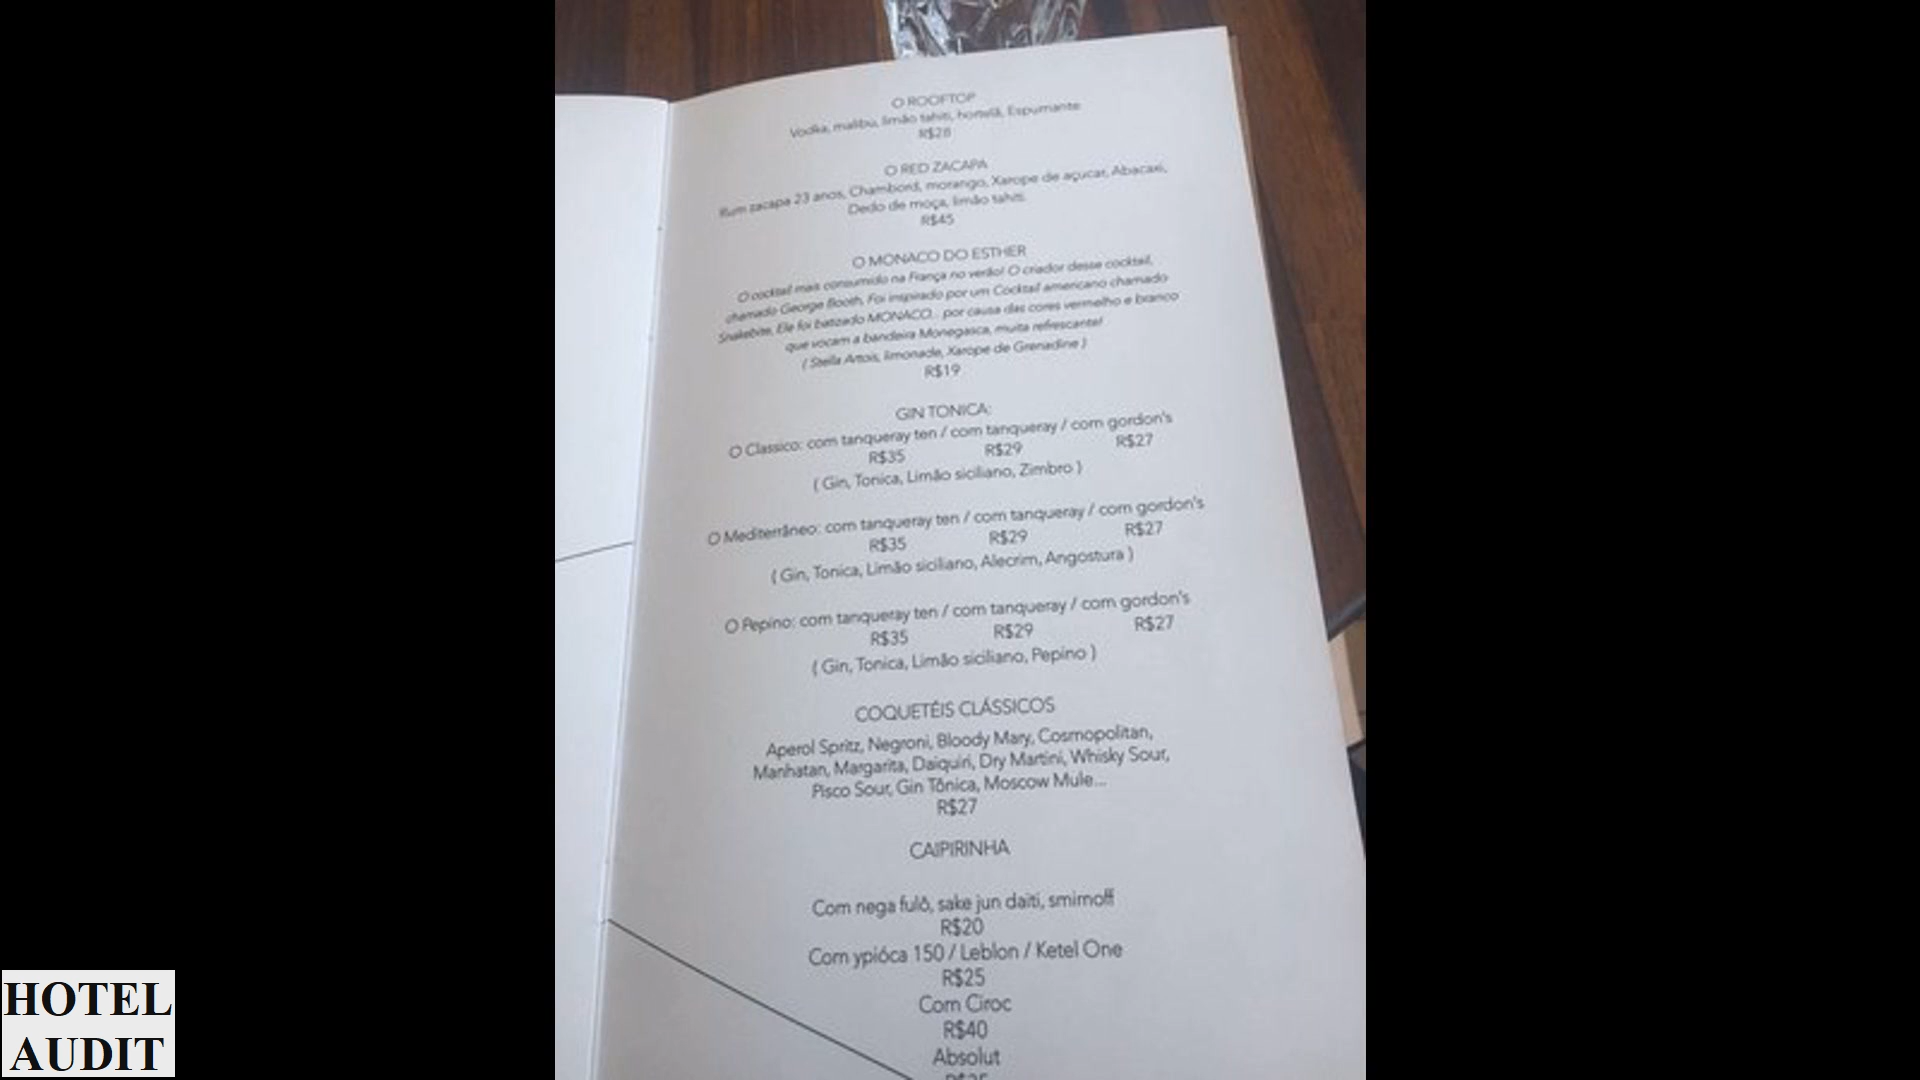 O ROOFTOP
Vodka, malibu, limão tahiti, hortelã, Espumante
R$28
O RED ZACAPA
Rum zacapa 23 anos, Chambord, morango, Xarope de açucar, Abacaxi,
Dedo de moça, limão tahiti.
R$45
O MONACO DO ESTHER
O cocktail mais consumido na França no verão! O criador desse cocktail,
chamado George Booth, Foi inspirado por um Cocktail americano chamado
Snakebite, Ele foi batizado MONACO... por causa das cores vermelho e branco
que vocam a bandeira Monegasca, muita refrescante!
( Stella Artois, limonade, Xarope de Grenadine )
R$19
GIN TONICA:
O Classico: com tanqueray ten / com tanqueray / com gordon's
R$35 R$29 R$27
( Gin, Tonica, Limão siciliano, Zimbro )
O Mediterrâneo: com tanqueray ten / com tanqueray / com gordon's
R$35 R$29 R$27
( Gin, Tonica, Limão siciliano, Alecrim, Angostura )
O Pepino: com tanqueray ten / com tanqueray / com gordon's
R$35 R$29 R$27
( Gin, Tonica, Limão siciliano, Pepino )
COQUETÉIS CLÁSSICOS
Aperol Spritz, Negroni, Bloody Mary, Cosmopolitan,
Manhatan, Margarita, Daiquiri, Dry Martini, Whisky Sour,
Pisco Sour, Gin Tônica, Moscow Mule...
R$27
CAIPIRINHA
Com nega fulô, sake jun daiti, smirnoff
R$20
Com ypióca 150 / Leblon / Ketel One
R$25
Com Ciroc
R$40
Absolut
HOTEL
AUDIT